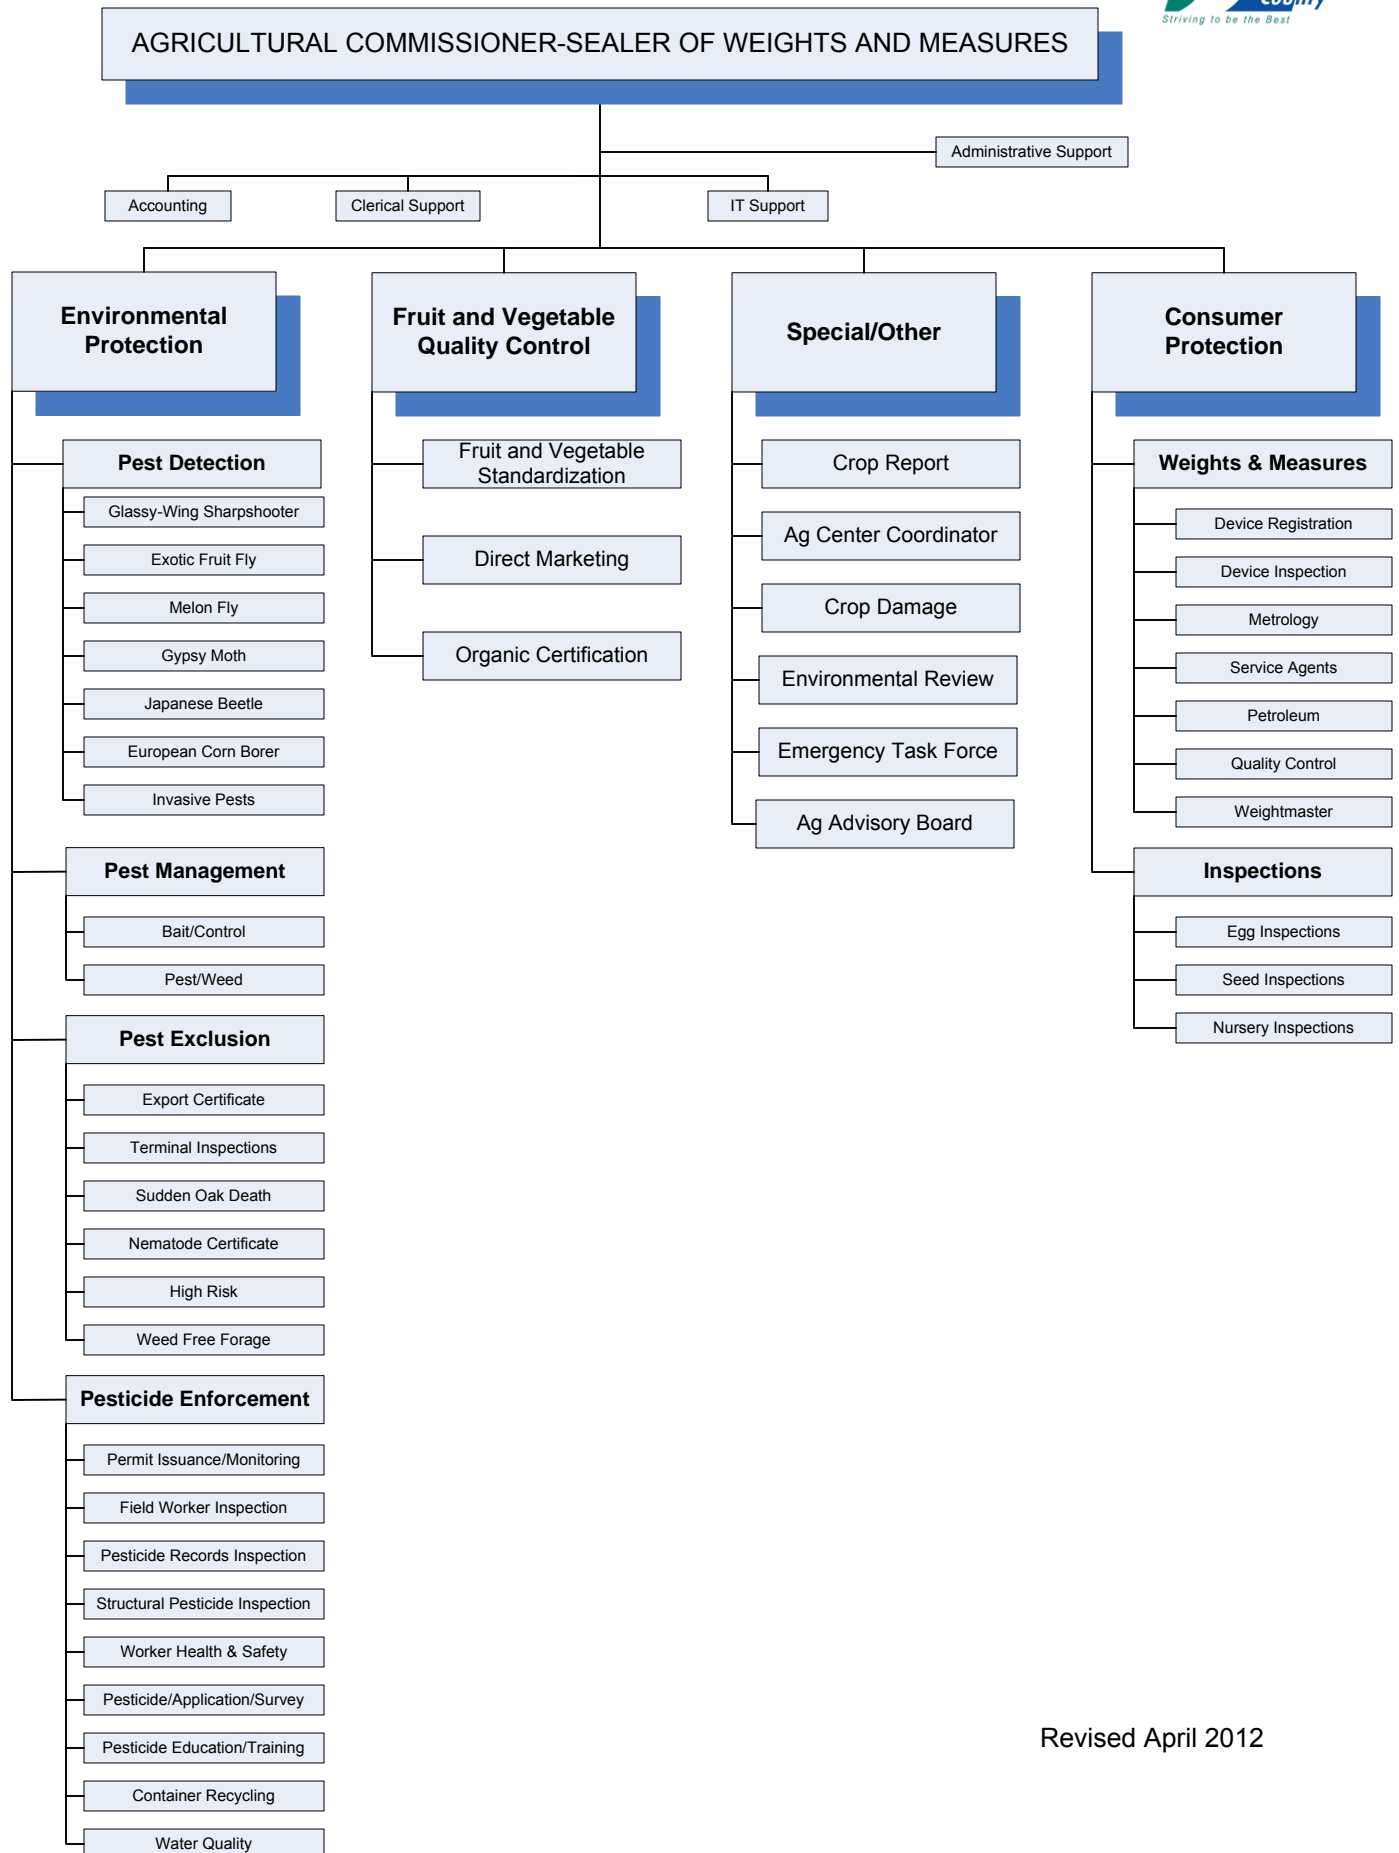 County
Striving to be the Best
AGRICULTURAL COMMISSIONER-SEALER OF WEIGHTS AND MEASURES
Administrative Support
Accounting
Clerical Support
IT Support
Environmental
Protection
Pest Detection
Glassy-Wing Sharpshooter
Exotic Fruit Fly
Melon Fly
Gypsy Moth
Japanese Beetle
European Corn Borer
Invasive Pests
Pest Management
Bait/Control
Pest/Weed
Pest Exclusion
Export Certificate
Terminal Inspections
Sudden Oak Death
Nematode Certificate
High Risk
Weed Free Forage
Pesticide Enforcement
Permit Issuance/Monitoring
Field Worker Inspection
Pesticide Records Inspection
Structural Pesticide Inspection
Worker Health & Safety
Pesticide/Application/Survey
Pesticide Education/Training
Container Recycling
Water Quality
Fruit and Vegetable
Quality Control
Fruit and Vegetable
Standardization
Direct Marketing
Organic Certification
Special/Other
Crop Report
Ag Center Coordinator
Crop Damage
Environmental Review
Emergency Task Force
Ag Advisory Board
Consumer
Protection
Weights & Measures
Device Registration
Device Inspection
Metrology
Service Agents
Petroleum
Quality Control
Weightmaster
Inspections
Egg Inspections
Seed Inspections
Nursery Inspections
Revised April 2012